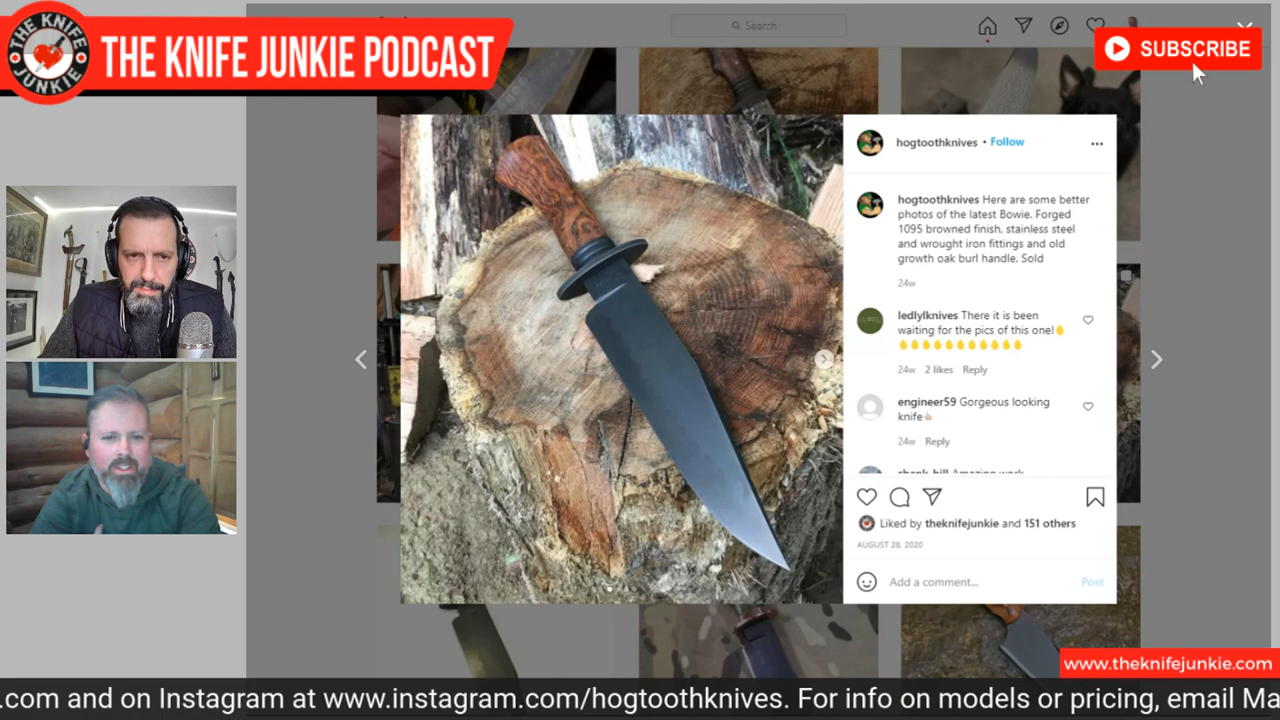 THE KNIFE
JUNKIE
THE KNIFE JUNKIE PODCAST
Search
SUBSCRIBE
hogtoothknives • Follow
hogtoothknives Here are some better
photos of the latest Bowie. Forged
1095 browned finish, stainless steel
and wrought iron fittings and old
growth oak burl handle. Sold
24w
ledlylknives There it is been
waiting for the pics of this one!
24w 2 likes Reply
engineer59 Gorgeous looking
knife
24w Reply
Amazing work
Liked by theknifejunkie and 151 others
AUGUST 28, 2020
Add a comment...
Post
www.theknifejunkie.com
.com and on Instagram at www.instagram.com/hogtoothknives. For info on models or pricing, email Ma